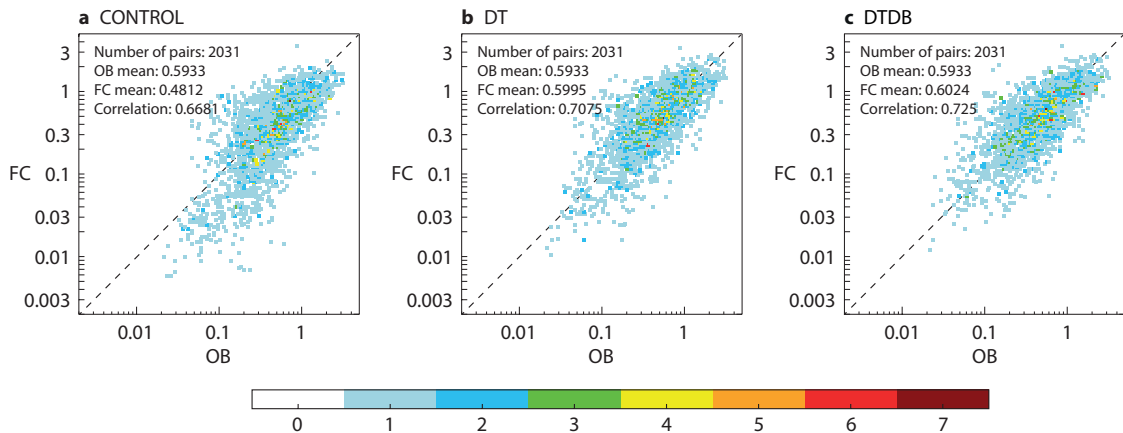 a CONTROL
Number of pairs: 2031
OB mean: 0.5933
FC mean: 0.4812
Correlation: 0.6681
3
1
0.3
FC
0.1
0.03
0.01
0.003
0.01
0.1
1
OB
b DT
Number of pairs: 2031
OB mean: 0.5933
FC mean: 0.5995
Correlation: 0.7075
3
1
0.3
FC
0.1
0.03
0.01
0.003
0.01
0.1
1
OB
c DTDB
Number of pairs: 2031
OB mean: 0.5933
FC mean: 0.6024
Correlation: 0.725
3
1
0.3
FC
0.1
0.03
0.01
0.003
0.01
0.1
1
OB
0 1 2 3 4 5 6 7